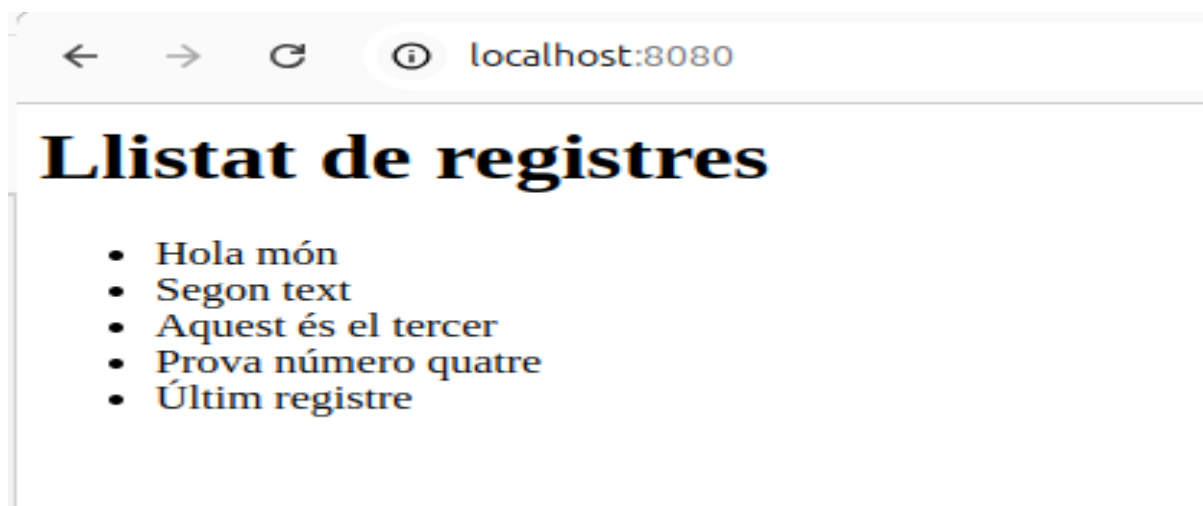 localhost:8080
Llistat de registres
Hola món
Segon text
Aquest és el tercer
Prova número quatre
Últim registre